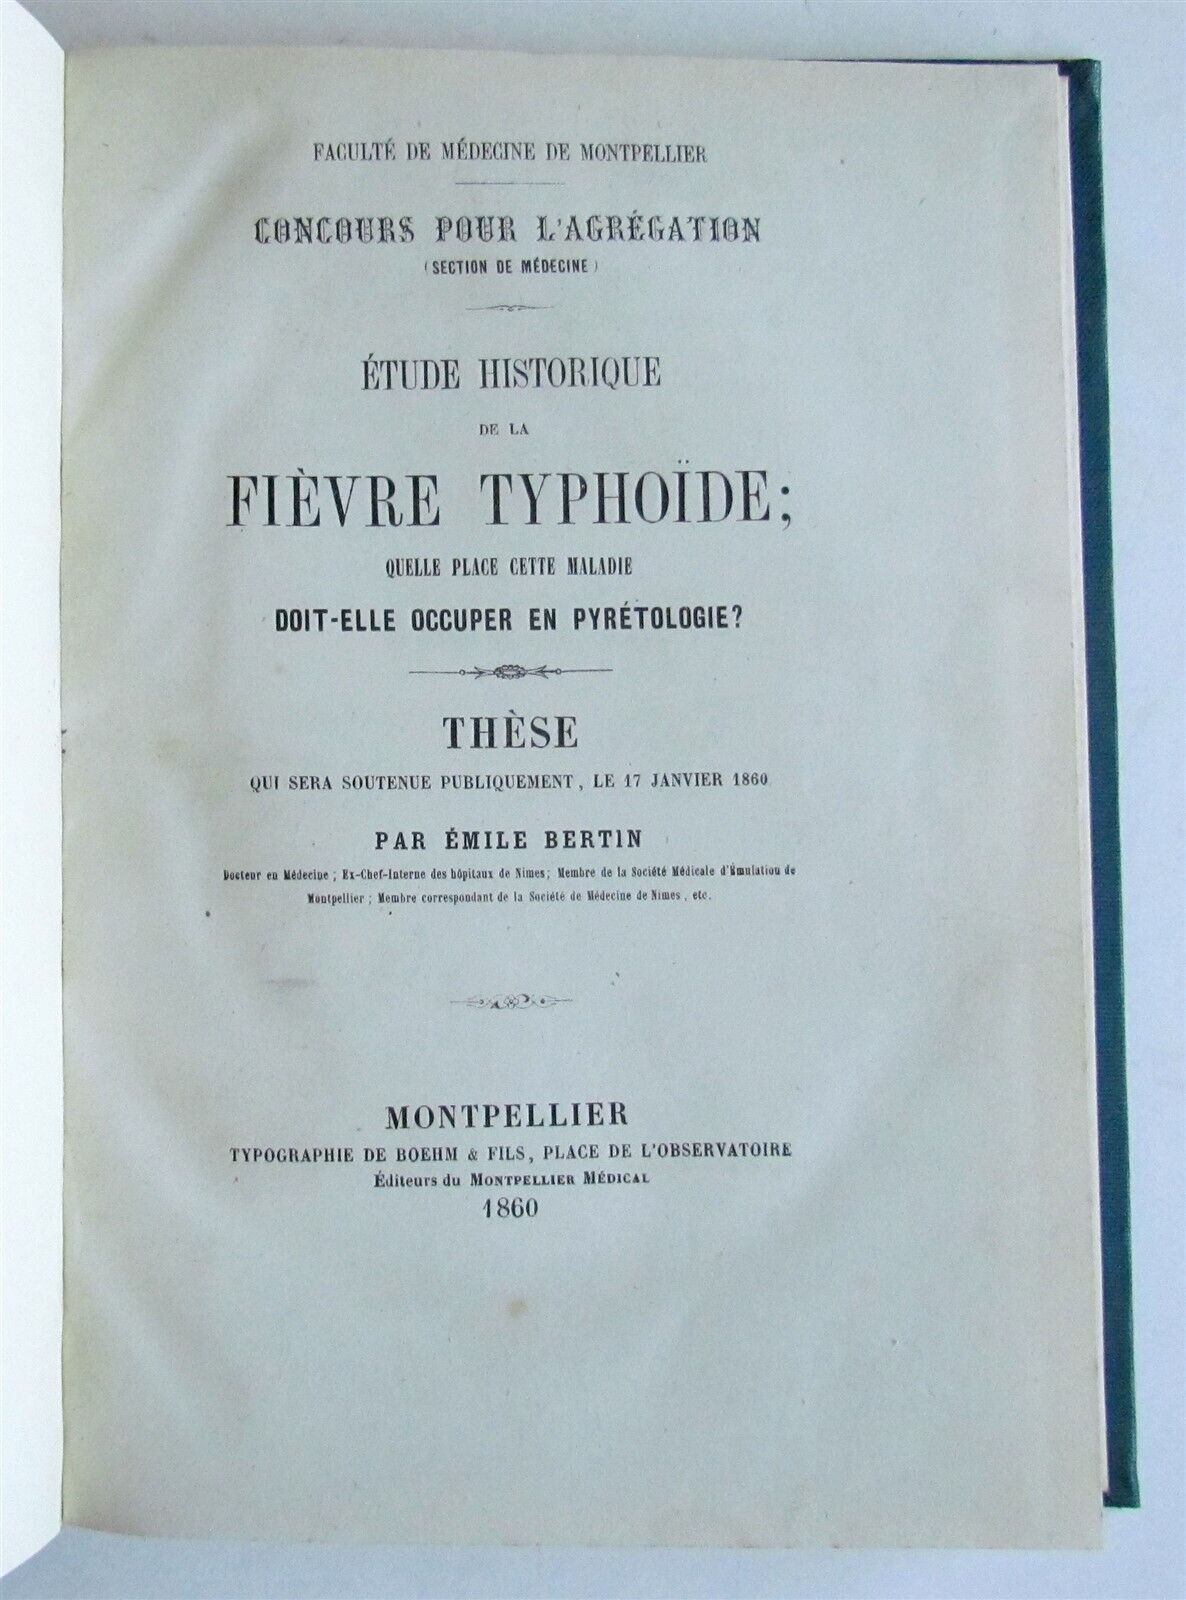 FACULTÉ DE MÉDECINE DE MONTPELLIER
CONCOURS POUR L'AGRÉGATION
(SECTION DE MÉDECINE)
ÉTUDE HISTORIQUE
DE LA
FIÈVRE TYPHOÏDE;
QUELLE PLACE CETTE MALADIE
DOIT-ELLE OCCUPER EN PYRÉTOLOGIE?
THÈSE
QUI SERA SOUTENUE PUBLIQUEMENT, LE 17 JANVIER 1860
PAR ÉMILE BERTIN
Docteur en Médecine; Ex-Chef-Interne des hôpitaux de Nimes; Membre de la Société Médicale d'Émulation de
Montpellier; Membre correspondant de la Société de Médecine de Nimes, etc.
MONTPELLIER
TYPOGRAPHIE DE BOEHM & FILS, PLACE DE L'OBSERVATOIRE
Éditeurs du MONTPELLIER MÉDICAL
1860